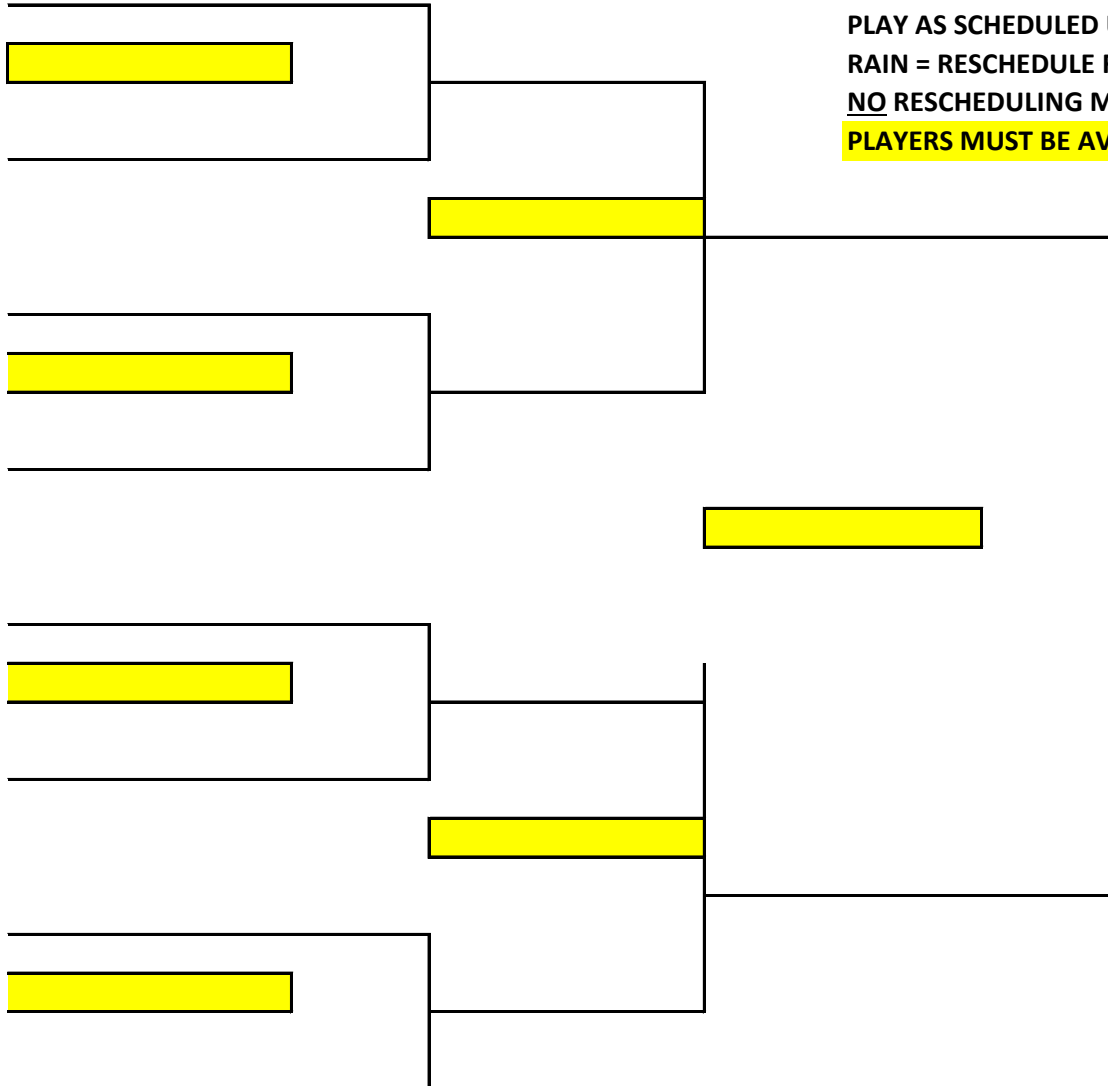 PLAY AS SCHEDULED
RAIN = RESCHEDULE
NO RESCHEDULING
PLAYERS MUST BE